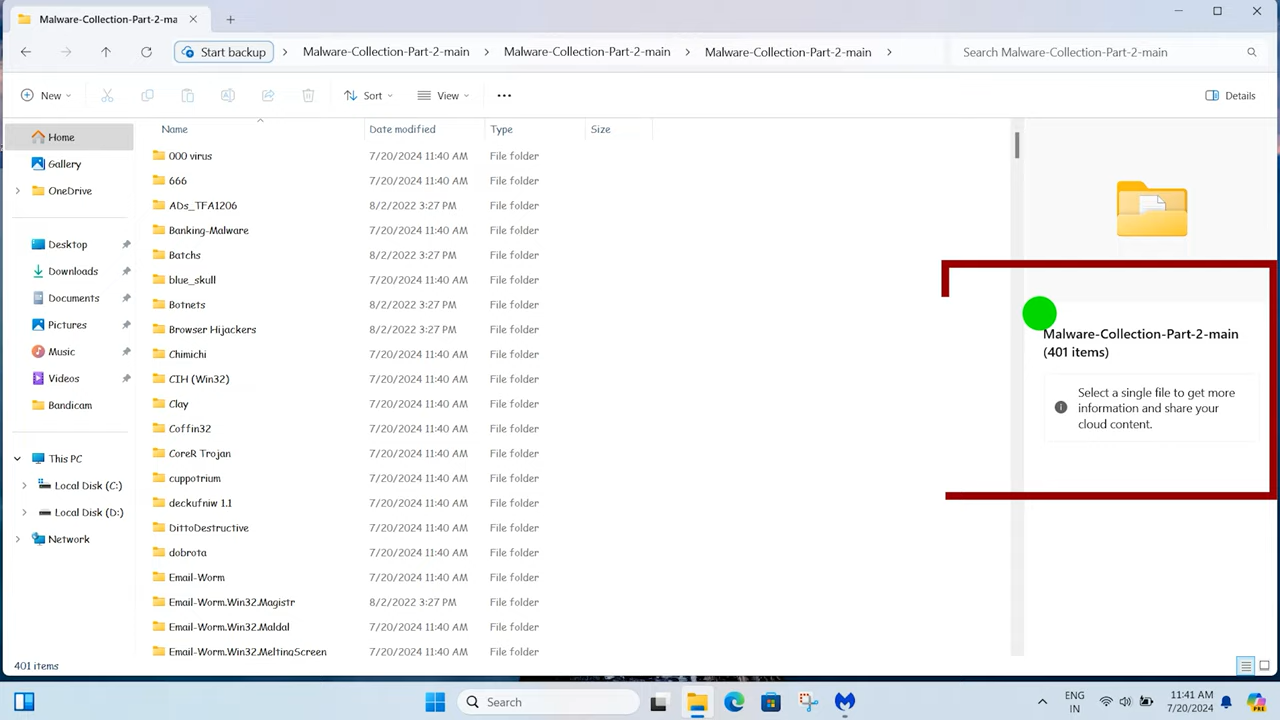 Malware-Collection-Part-2-ma
Start backup
Malware-Collection-Part-2-main
Malware-Collection-Part-2-main
Malware-Collection-Part-2-main
Search Malware-Collection-Part-2-main
New
Sort
View
Details
Name Date modified Type Size
Home
Gallery
OneDrive
Desktop
Downloads
Documents
Pictures
Music
Videos
Bandicam
This PC
Local Disk (C:)
Local Disk (D:)
Network
000 virus 7/20/2024 11:40 AM File folder
666 7/20/2024 11:40 AM File folder
ADs_TFA1206 8/2/2022 3:27 PM File folder
Banking-Malware 7/20/2024 11:40 AM File folder
Batchs 8/2/2022 3:27 PM File folder
blue_skull 7/20/2024 11:40 AM File folder
Botnets 8/2/2022 3:27 PM File folder
Browser Hijackers 8/2/2022 3:27 PM File folder
Chimichi 7/20/2024 11:40 AM File folder
CIH (Win32) 7/20/2024 11:40 AM File folder
Clay 7/20/2024 11:40 AM File folder
Coffin32 7/20/2024 11:40 AM File folder
CoreR Trojan 7/20/2024 11:40 AM File folder
cuppotrium 7/20/2024 11:40 AM File folder
deckufniw 1.1 7/20/2024 11:40 AM File folder
DittoDestructive 7/20/2024 11:40 AM File folder
dobrota 7/20/2024 11:40 AM File folder
Email-Worm 7/20/2024 11:40 AM File folder
Email-Worm.Win32.Magistr 8/2/2022 3:27 PM File folder
Email-Worm.Win32.Maldal 7/20/2024 11:40 AM File folder
Email-Worm.Win32.MeltingScreen 7/20/2024 11:40 AM File folder
Malware-Collection-Part-2-main
(401 items)
Select a single file to get more
information and share your
cloud content.
401 items
Search
ENG
IN
11:41 AM
7/20/2024
PRE